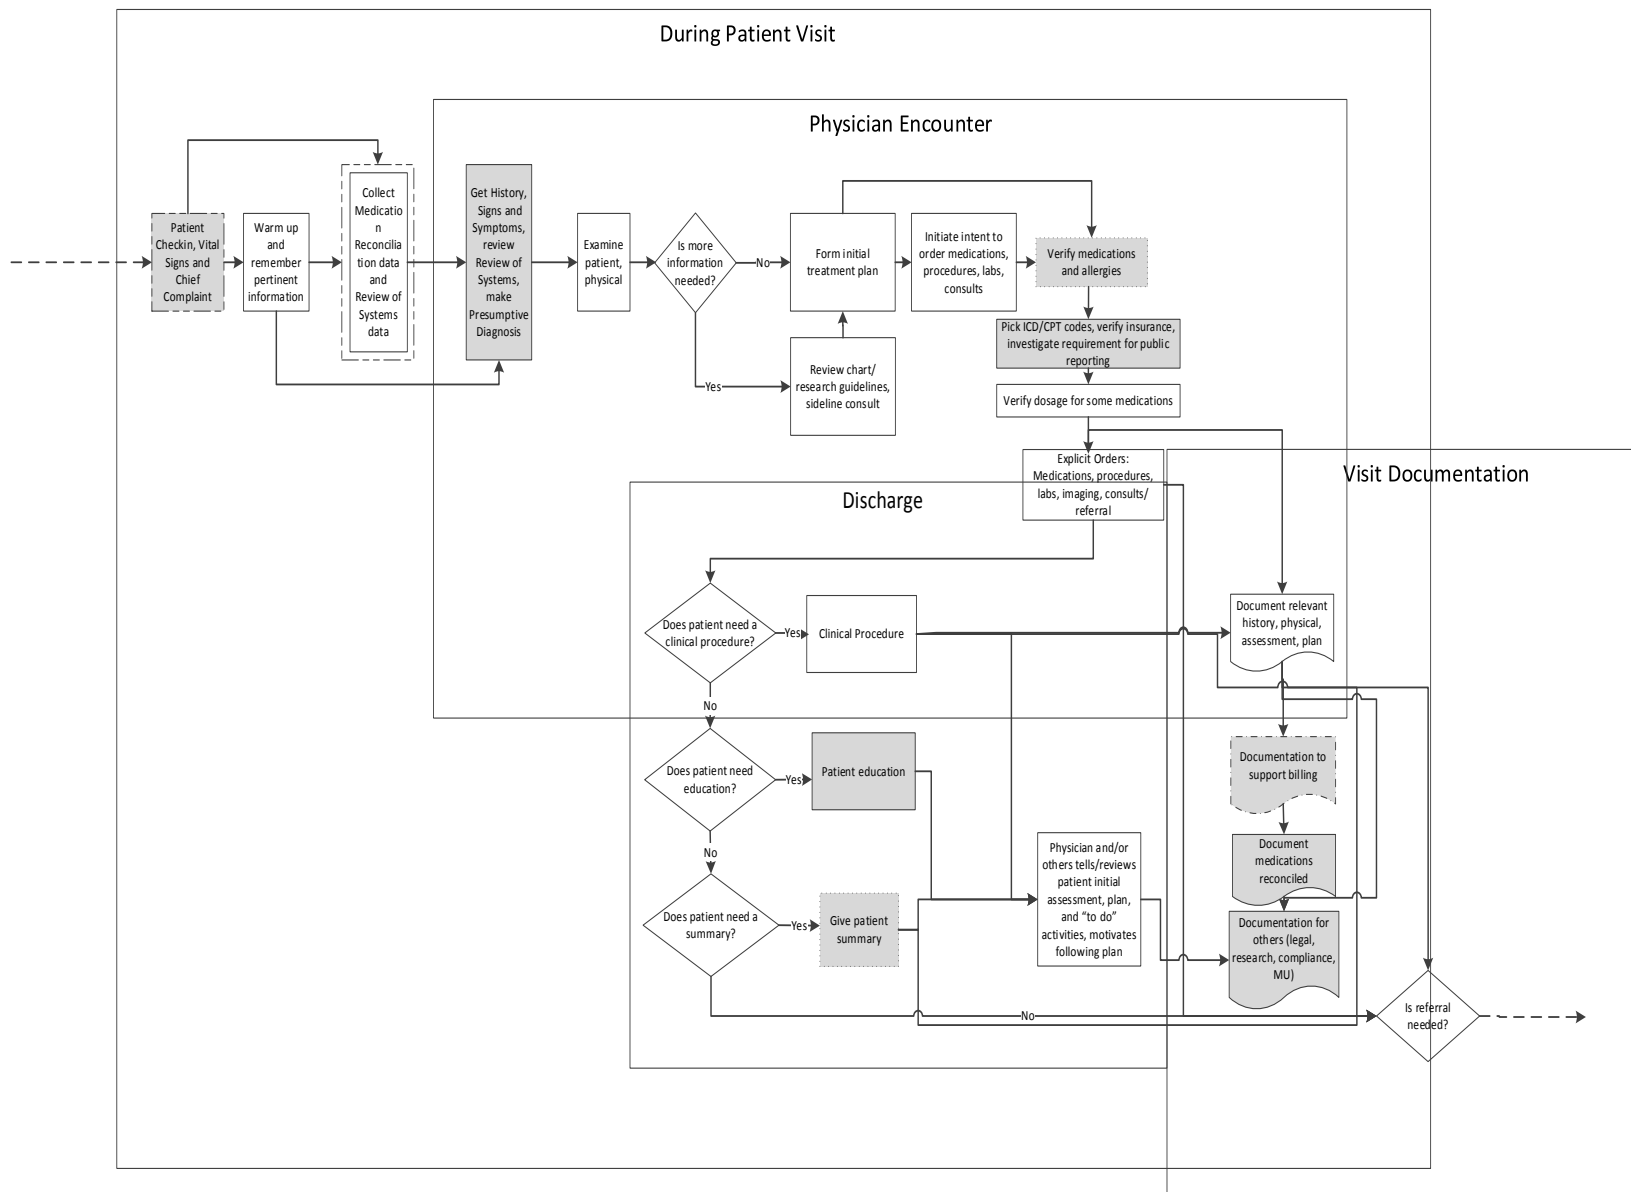 During Patient Visit
Physician Encounter
Patient
Checkin, Vital
Signs and
Chief
Complaint
Warm up
and
remember
pertinent
information
Collect
Medicatio
n
Reconcilia
tion data
and
Review of
Systems
data
Get History,
Signs and
Symptoms,
review
Review of
Systems,
make
Presumptive
Diagnosis
Examine
patient,
physical
Is more
information
needed?
No
Yes
Form initial
treatment plan
Review chart/
research guidelines,
sideline consult
Initiate intent to
order medications,
procedures, labs,
consults
Verify medications
and allergies
Pick ICD/CPT codes, verify insurance,
investigate requirement for public
reporting
Verify dosage for some medications
Explicit Orders:
Medications, procedures,
labs, imaging, consults/
referral
Visit Documentation
Discharge
Does patient need a
clinical procedure?
Yes
Clinical Procedure
No
Document relevant
history, physical,
assessment, plan
Does patient need
education?
Yes
Patient education
No
Documentation to
support billing
Does patient need a
summary?
Yes
Give patient
summary
No
Physician and/or
others tells/reviews
patient initial
assessment, plan,
and “to do”
activities, motivates
following plan
Document
medications
reconciled
Documentation for
others (legal,
research, compliance,
MU)
Is referral
needed?